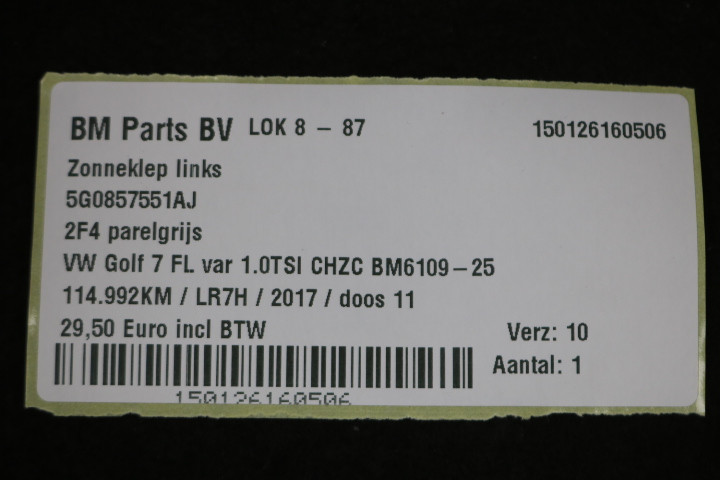 BM Parts BV LOK 8 - 87 150126160506
Zonneklep links
5G0857551AJ
2F4 parelgrijs
VW Golf 7 FL var 1.0TSI CHZC BM6109-25
114.992KM / LR7H / 2017 / doos 11
29,50 Euro incl BTW Verz: 10
Aantal: 1
150126160506